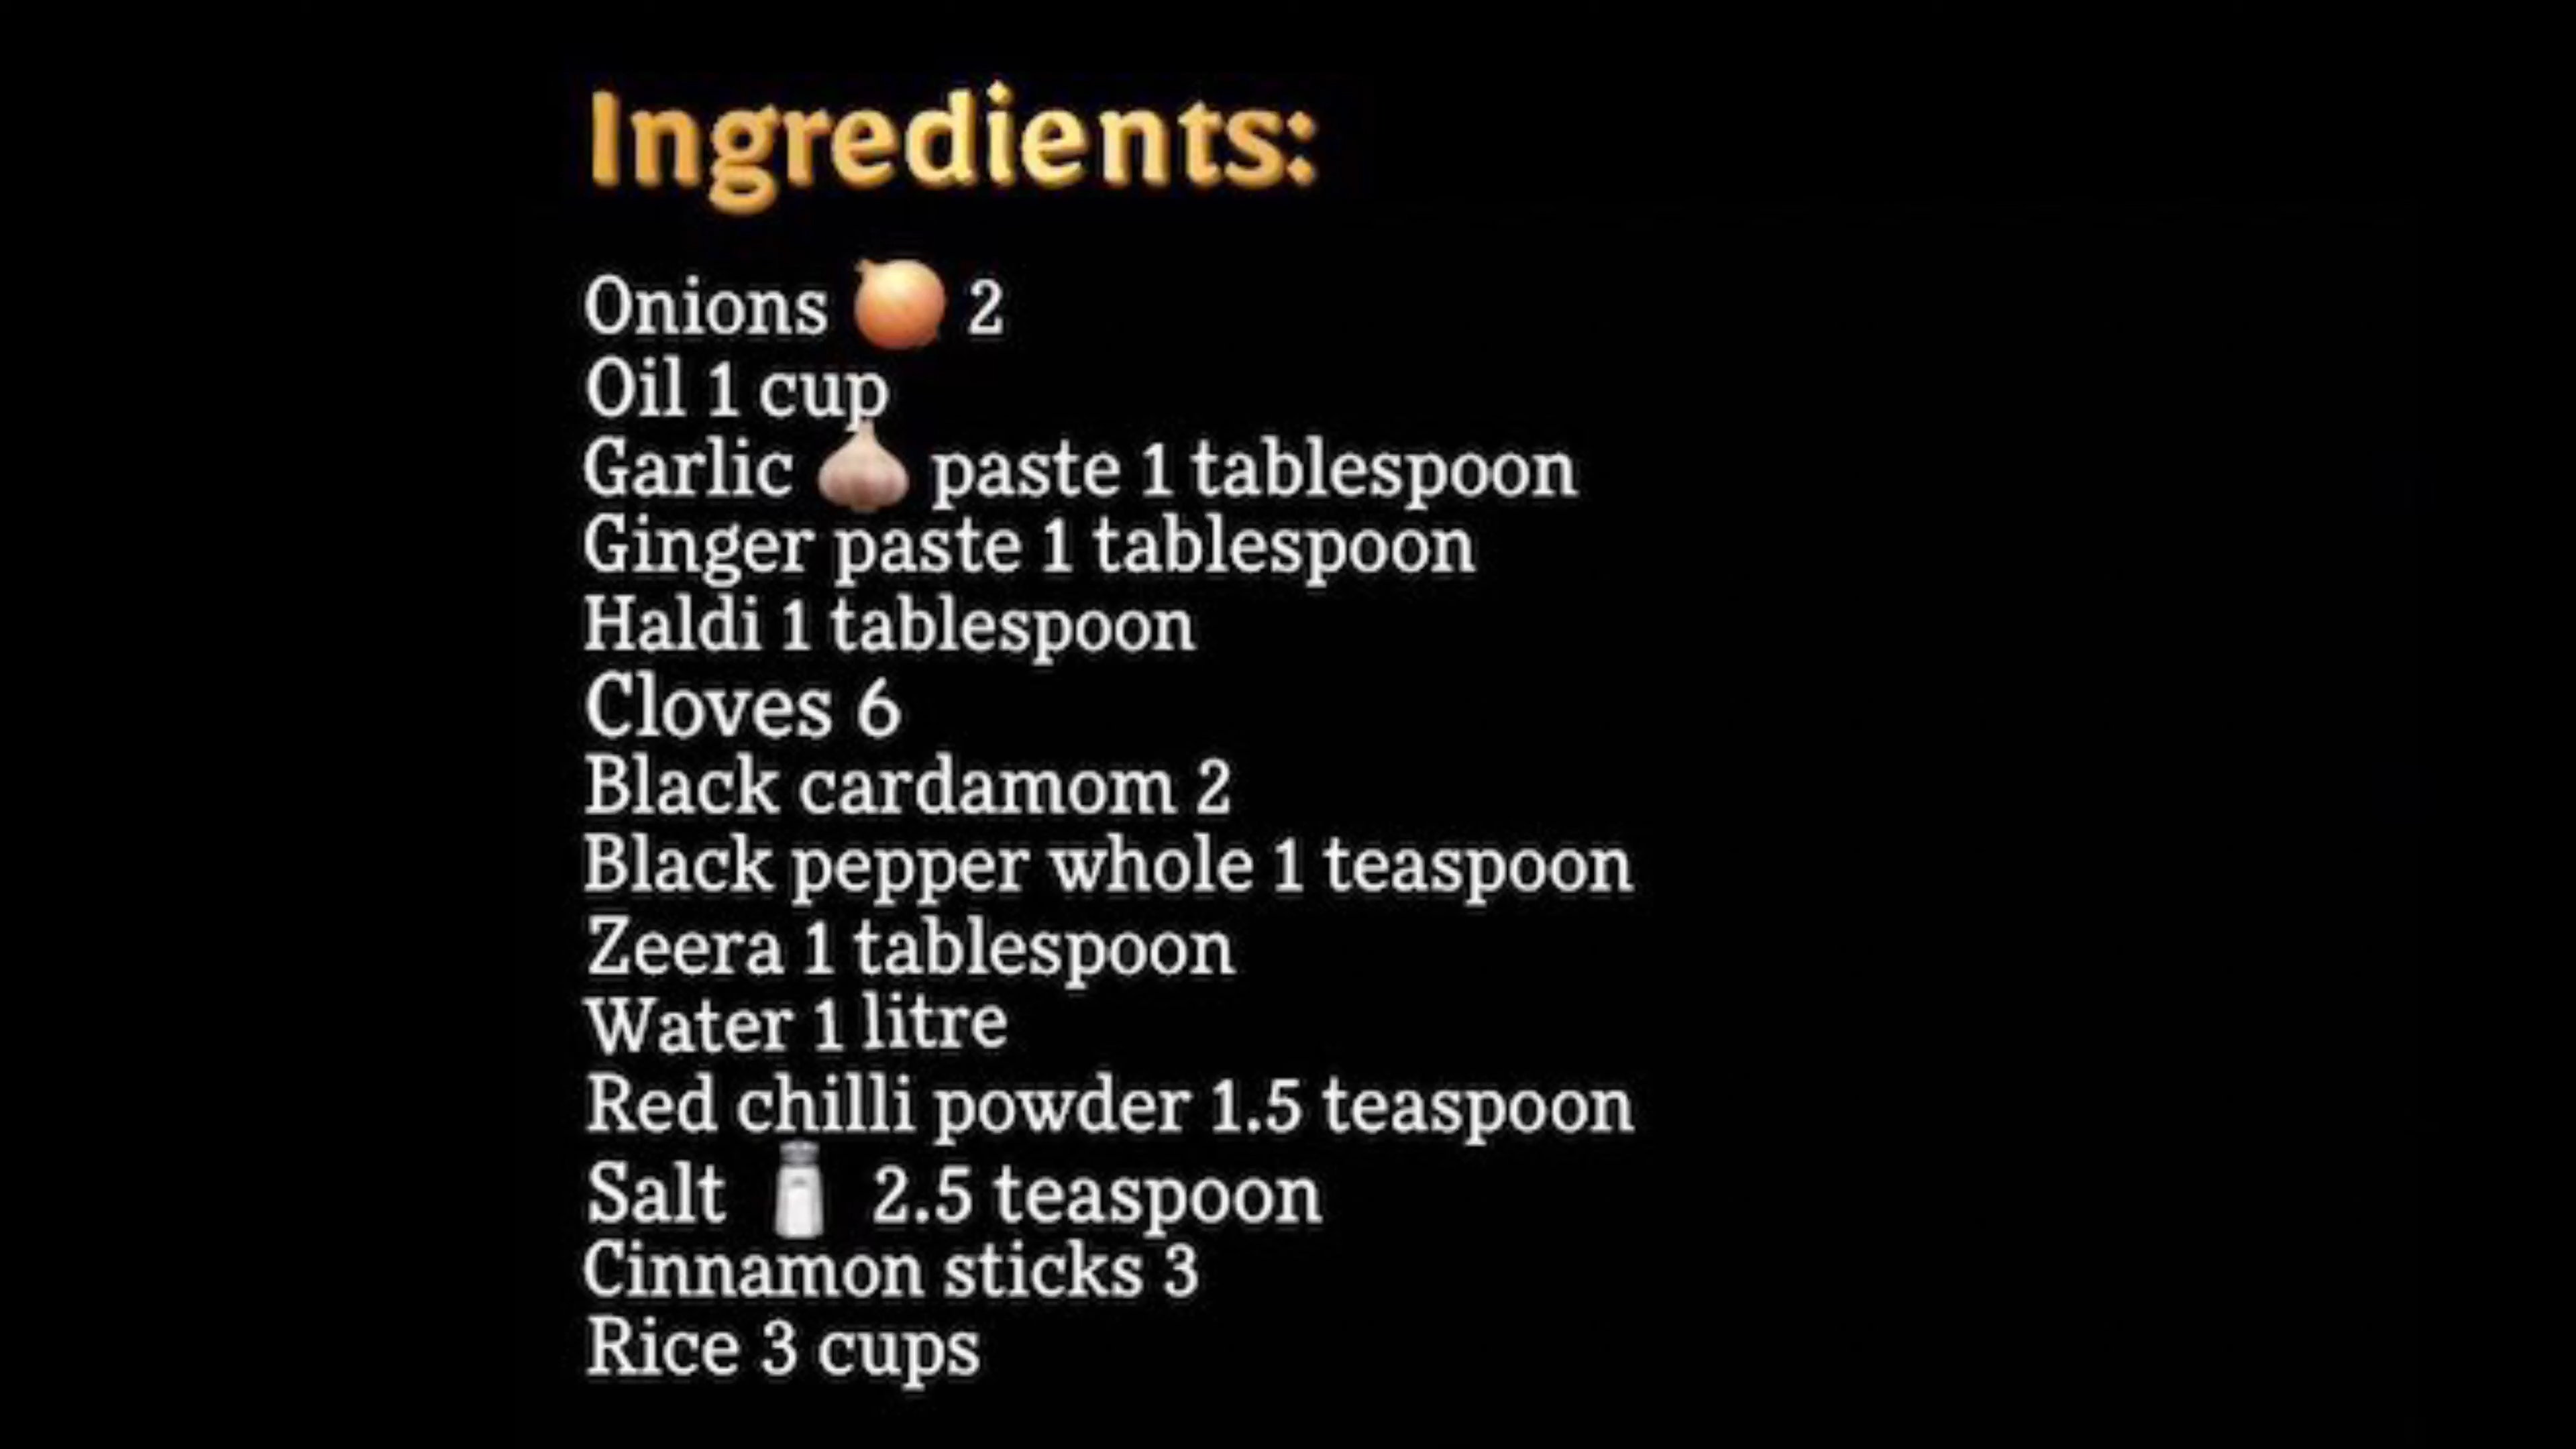 Ingredients:
Onions 🧅 2
Oil 1 cup
Garlic 🧄 paste 1 tablespoon
Ginger paste 1 tablespoon
Haldi 1 tablespoon
Cloves 6
Black cardamom 2
Black pepper whole 1 teaspoon
Zeera 1 tablespoon
Water 1 litre
Red chilli powder 1.5 teaspoon
Salt 🧂 2.5 teaspoon
Cinnamon sticks 3
Rice 3 cups